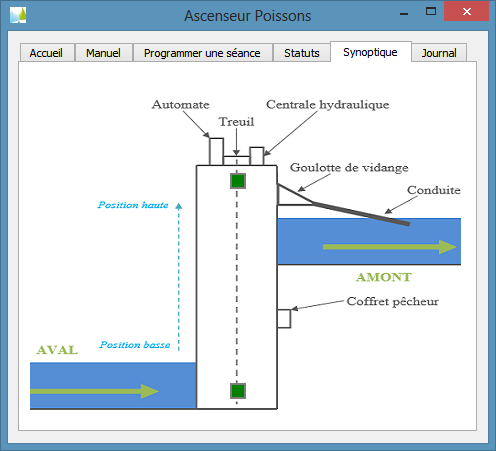 Ascenseur Poissons
Accueil
Manuel
Programmer une séance
Statuts
Synoptique
Journal
Automate
Treuil
Centrale hydraulique
Goulotte de vidange
Conduite
Position haute
AMONT
Coffret pêcheur
Position basse
AVAL